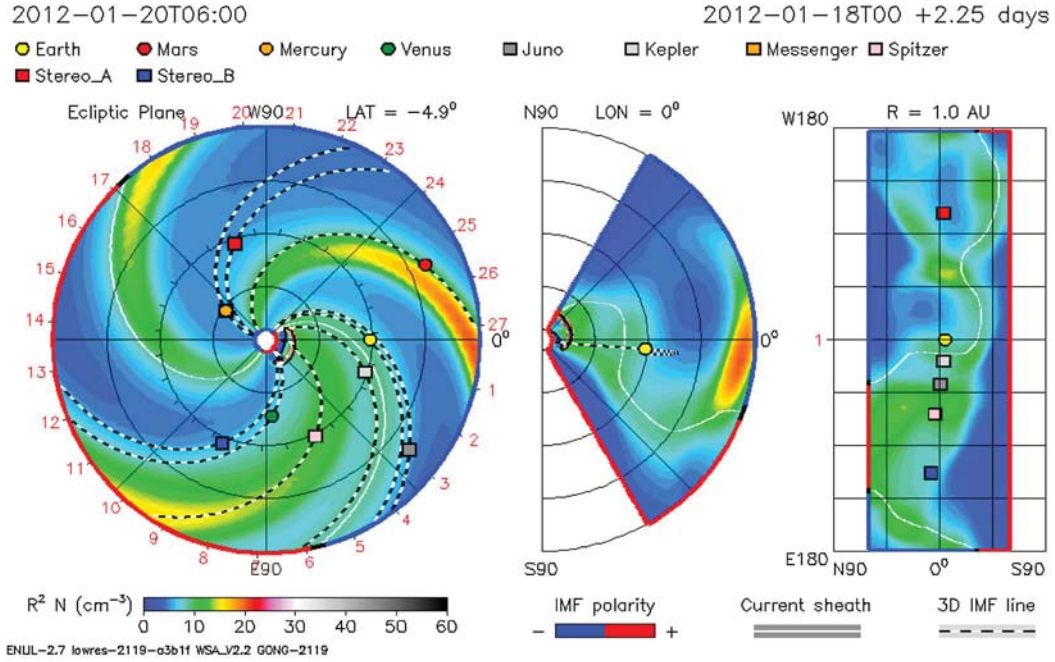 2012-01-20T06:00
2012-01-18T00 +2.25 days
Earth Mars Mercury Venus Juno Kepler Messenger Spitzer
Stereo_A Stereo_B
Ecliptic Plane W90 LAT = -4.9°
20 21 22 23 24 25 26 27
0°
1 2 3 4 5 6 7 8 9 10 11 12 13 14 15 16 17 18 19
E90
N90 LON = 0°
0°
S90
R = 1.0 AU
W180
1
E180
N90 0° S90
R² N (cm⁻³)
0 10 20 30 40 50 60
IMF polarity
- +
Current sheath
3D IMF line
ENLIL-2.7 lowres-2119-a3b1f WSA_V2.2 GONG-2119